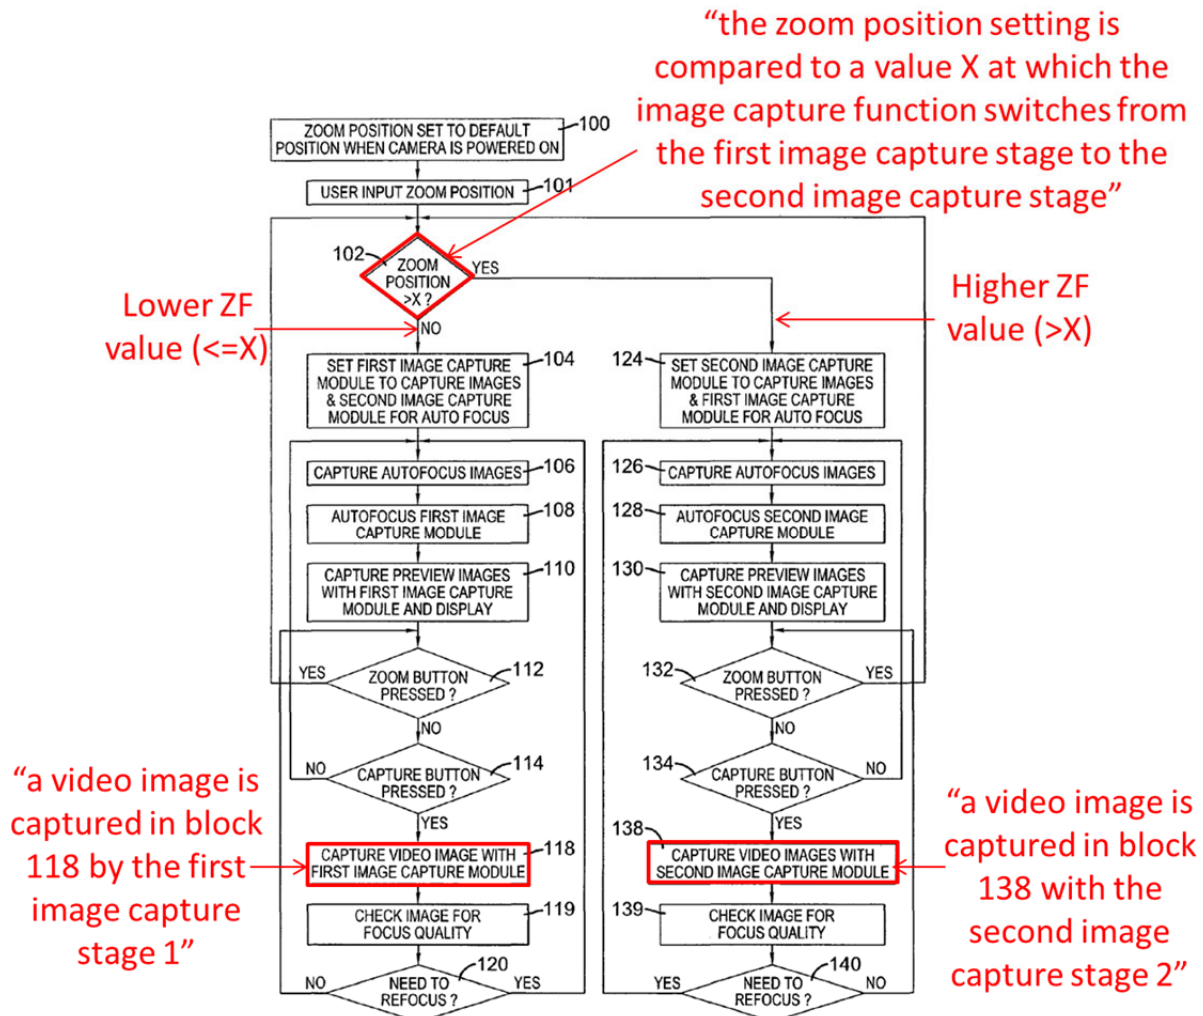 “the zoom position setting is
compared to a value X at which the
image capture function switches from
the first image capture stage to the
second image capture stage”
ZOOM POSITION SET TO DEFAULT
POSITION WHEN CAMERA IS POWERED ON
100
USER INPUT ZOOM POSITION
101
102
ZOOM
POSITION
>X ?
YES
NO
Lower ZF
value (<=X)
Higher ZF
value (>X)
SET FIRST IMAGE CAPTURE
MODULE TO CAPTURE IMAGES
& SECOND IMAGE CAPTURE
MODULE FOR AUTO FOCUS
104
124
SET SECOND IMAGE CAPTURE
MODULE TO CAPTURE IMAGES
& FIRST IMAGE CAPTURE
MODULE FOR AUTO FOCUS
CAPTURE AUTOFOCUS IMAGES
106
126
CAPTURE AUTOFOCUS IMAGES
AUTOFOCUS FIRST IMAGE
CAPTURE MODULE
108
128
AUTOFOCUS SECOND IMAGE
CAPTURE MODULE
CAPTURE PREVIEW IMAGES
WITH FIRST IMAGE CAPTURE
MODULE AND DISPLAY
110
130
CAPTURE PREVIEW IMAGES
WITH SECOND IMAGE CAPTURE
MODULE AND DISPLAY
YES
ZOOM BUTTON
PRESSED ?
112
NO
132
ZOOM BUTTON
PRESSED ?
YES
NO
NO
CAPTURE BUTTON
PRESSED ?
114
YES
134
CAPTURE BUTTON
PRESSED ?
NO
YES
“a video image is
captured in block
118 by the first
image capture
stage 1”
CAPTURE VIDEO IMAGE WITH
FIRST IMAGE CAPTURE MODULE
118
138
CAPTURE VIDEO IMAGES WITH
SECOND IMAGE CAPTURE MODULE
“a video image is
captured in block
138 with the
second image
capture stage 2”
CHECK IMAGE FOR
FOCUS QUALITY
119
139
CHECK IMAGE FOR
FOCUS QUALITY
NO
NEED TO
REFOCUS ?
120
YES
YES
NEED TO
REFOCUS ?
140
NO